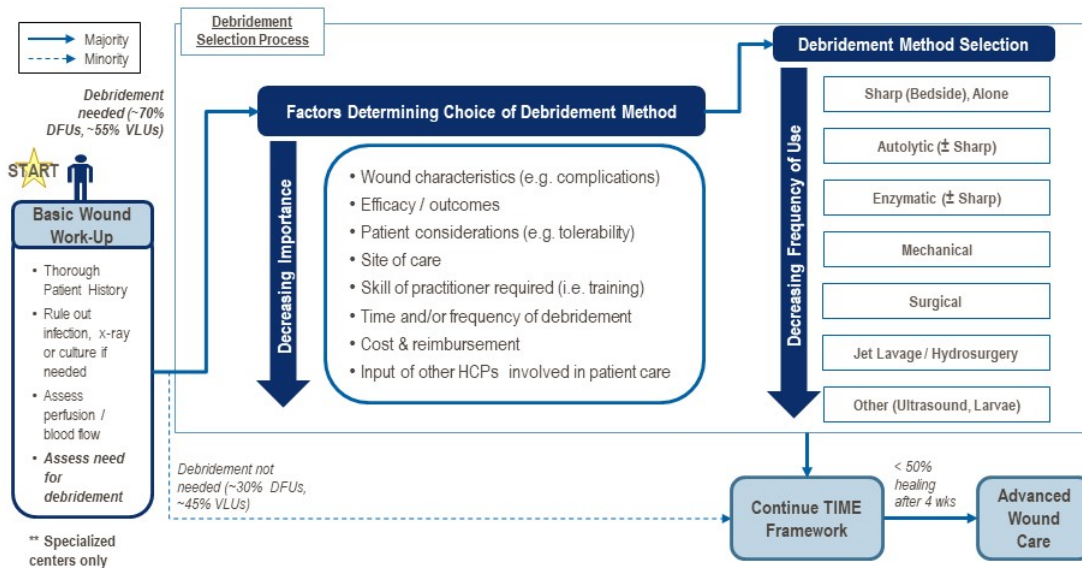 Majority
Minority
Debridement
Selection Process
Debridement
needed (~70%
DFUs, ~55% VLUs)
START
Basic Wound
Work-Up
• Thorough
Patient History
• Rule out
infection, x-ray
or culture if
needed
• Assess
perfusion /
blood flow
• Assess need
for
debridement
** Specialized
centers only
Factors Determining Choice of Debridement Method
Decreasing Importance
• Wound characteristics (e.g. complications)
• Efficacy / outcomes
• Patient considerations (e.g. tolerability)
• Site of care
• Skill of practitioner required (i.e. training)
• Time and/or frequency of debridement
• Cost & reimbursement
• Input of other HCPs involved in patient care
Debridement Method Selection
Decreasing Frequency of Use
Sharp (Bedside), Alone
Autolytic (± Sharp)
Enzymatic (± Sharp)
Mechanical
Surgical
Jet Lavage / Hydrosurgery
Other (Ultrasound, Larvae)
Debridement not
needed (~30% DFUs,
~45% VLUs)
Continue TIME
Framework
< 50%
healing
after 4 wks
Advanced
Wound
Care